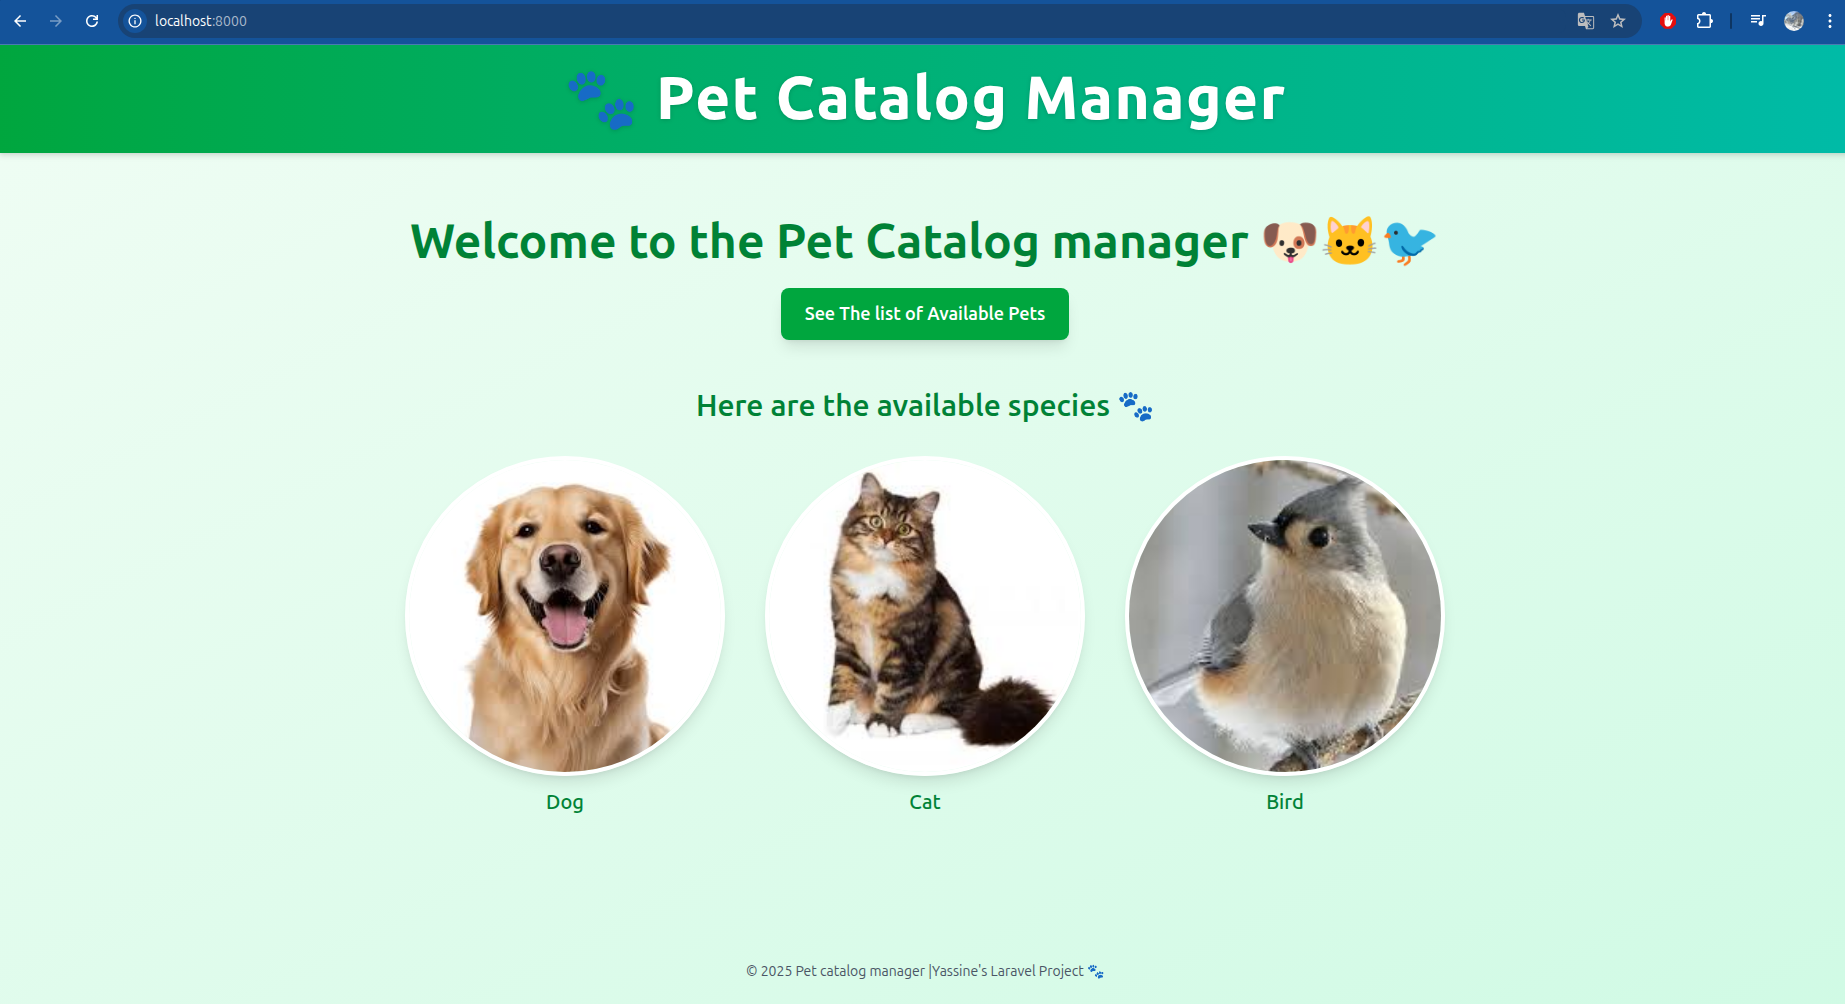 localhost:8000
🐾 Pet Catalog Manager
Welcome to the Pet Catalog manager 🐶🐱🐦
See The list of Available Pets
Here are the available species 🐾
Dog
Cat
Bird
© 2025 Pet catalog manager |Yassine's Laravel Project 🐾